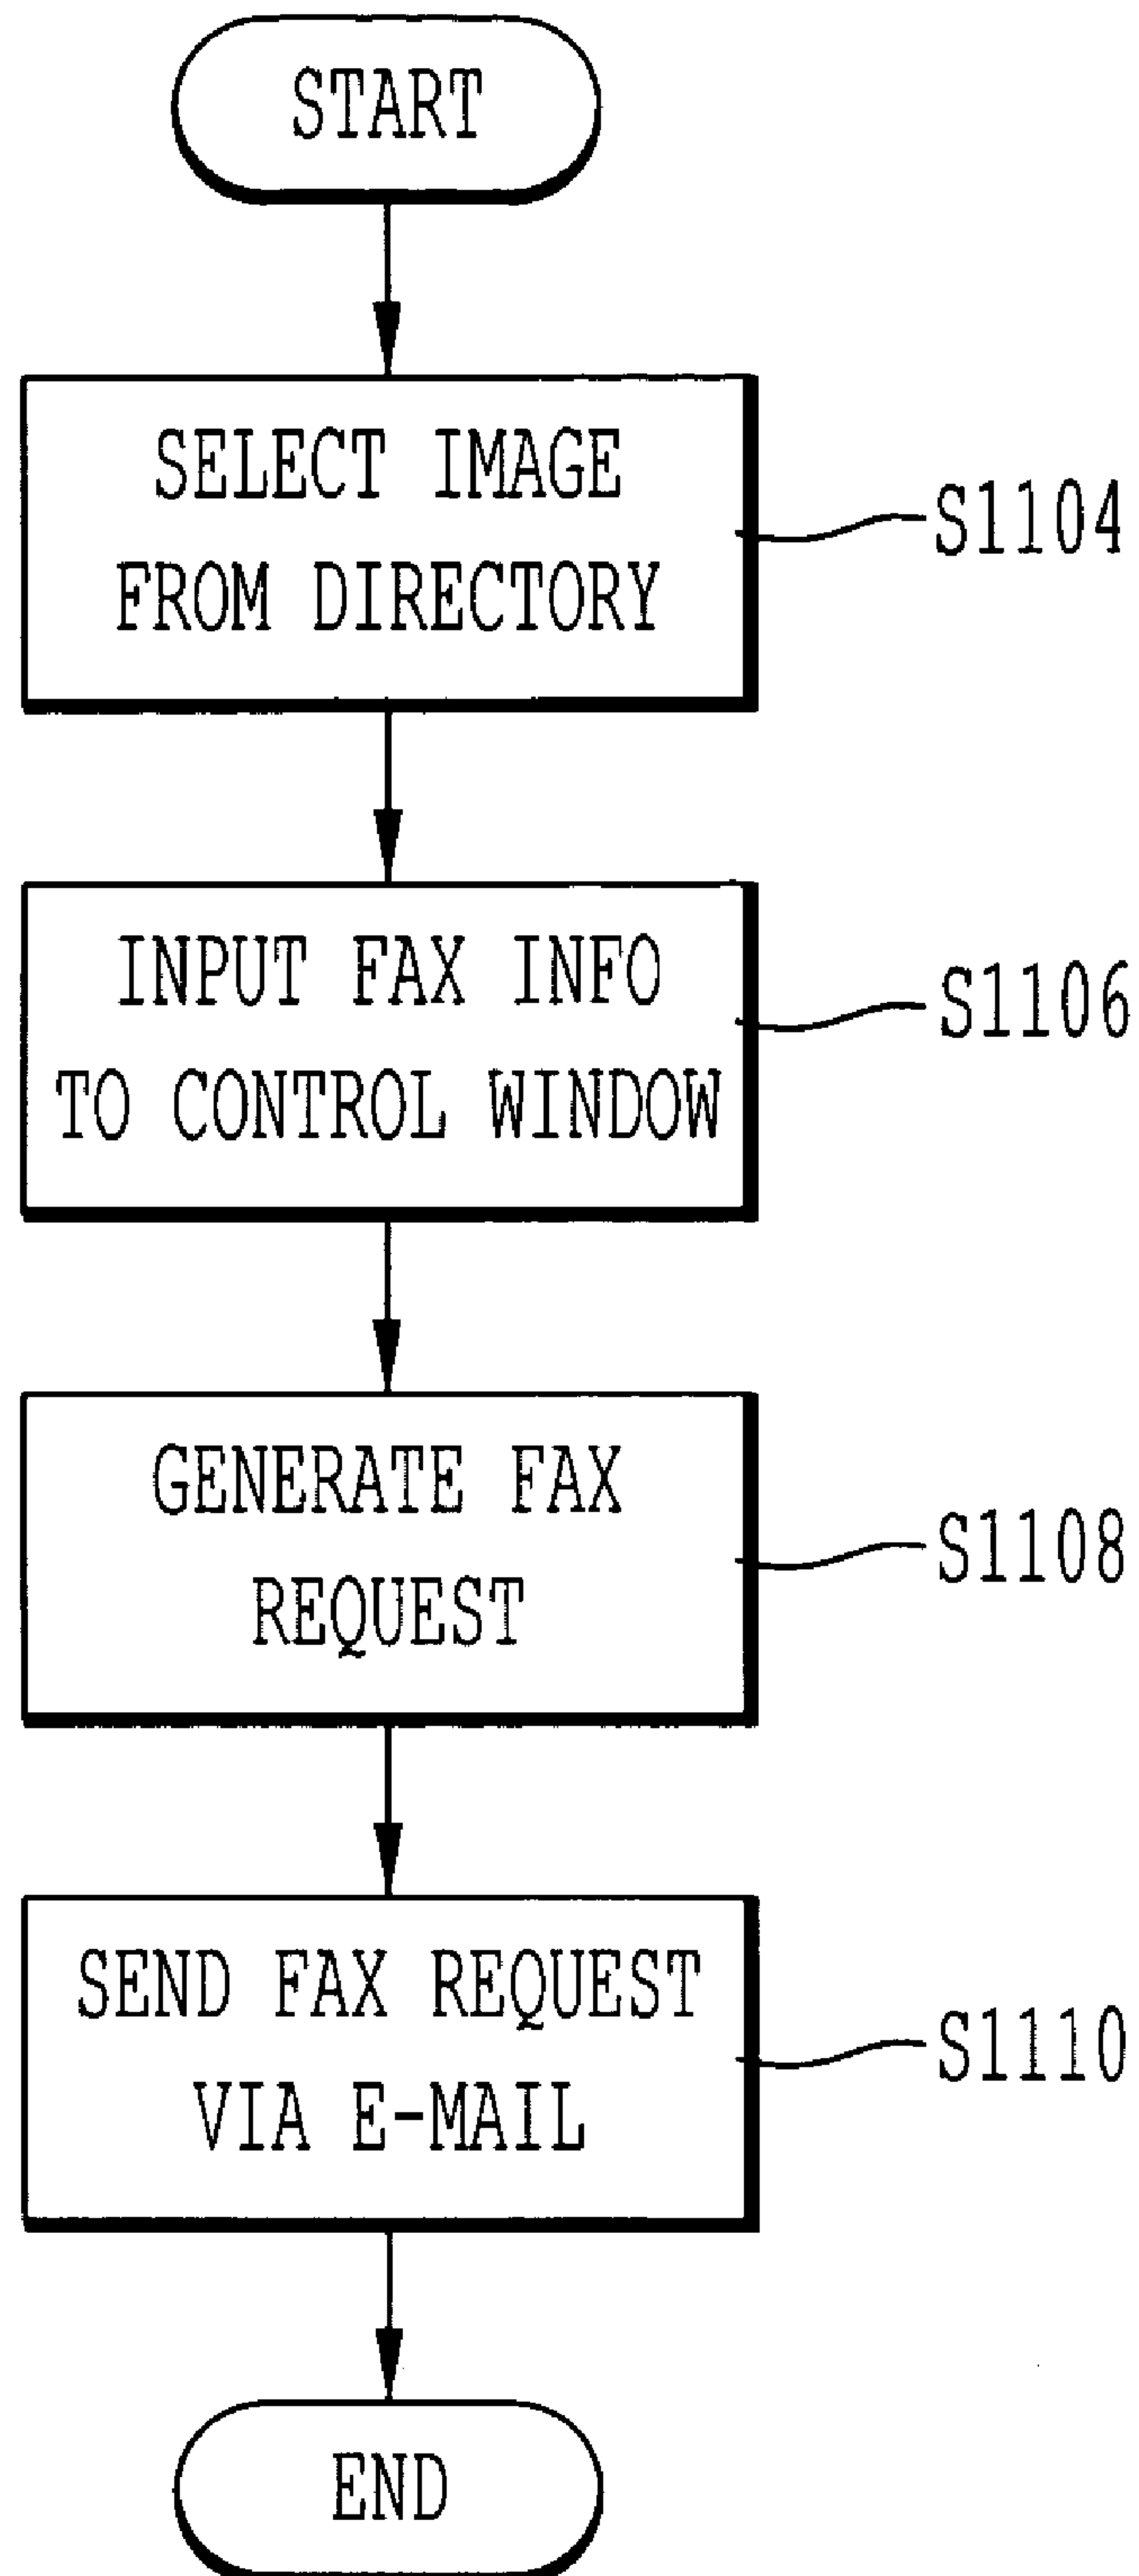 START
SELECT IMAGE
FROM DIRECTORY
S1104
INPUT FAX INFO
TO CONTROL WINDOW
S1106
GENERATE FAX
REQUEST
S1108
SEND FAX REQUEST
VIA E-MAIL
S1110
END